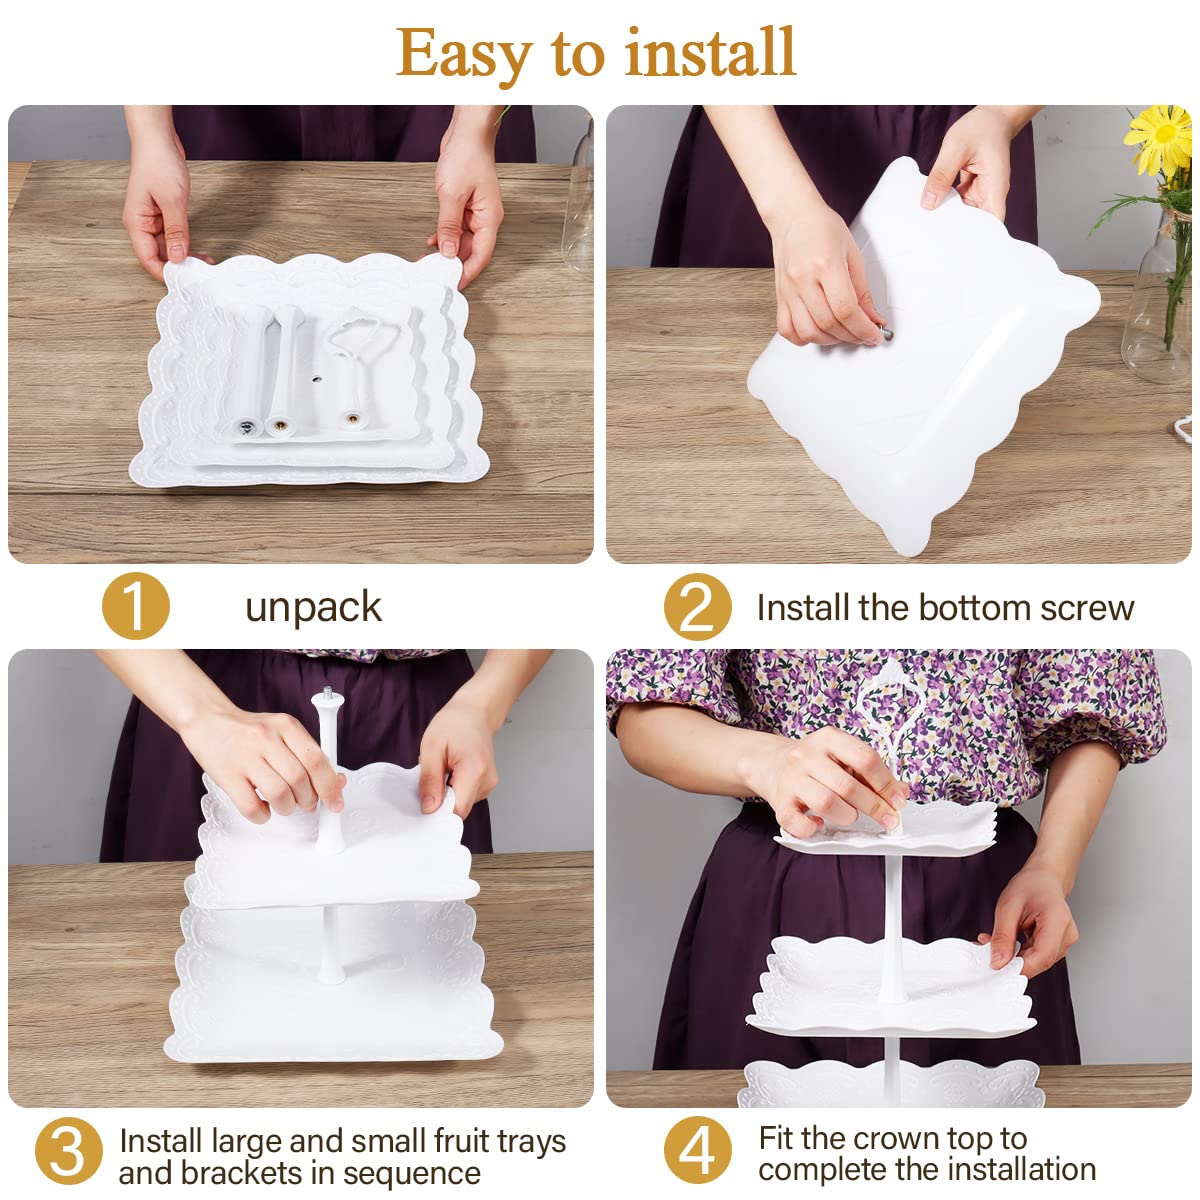 Easy to install
1 unpack
2 Install the bottom screw
3 Install large and small fruit trays
and brackets in sequence
4 Fit the crown top to
complete the installation